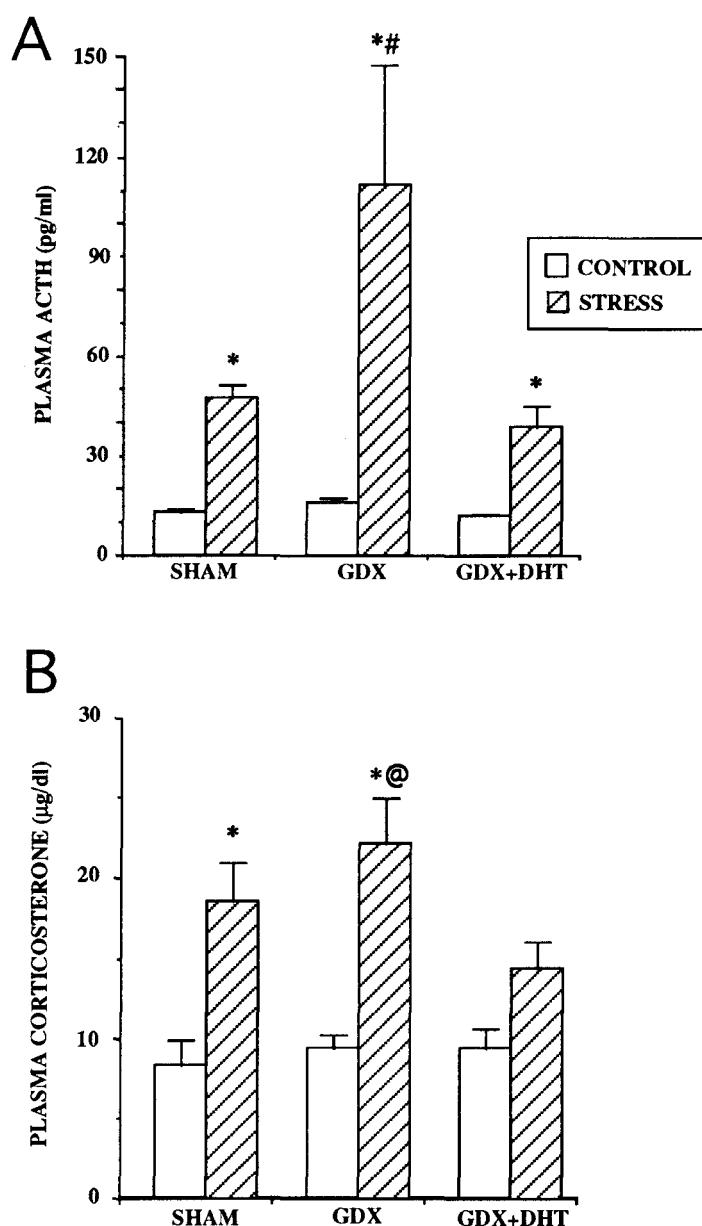 A
*#
150
120
90
60
30
0
PLASMA ACTH (pg/ml)
CONTROL
STRESS
*
*
SHAM GDX GDX+DHT
B
30
20
10
0
PLASMA CORTICOSTERONE (μg/dl)
*@
*
SHAM GDX GDX+DHT